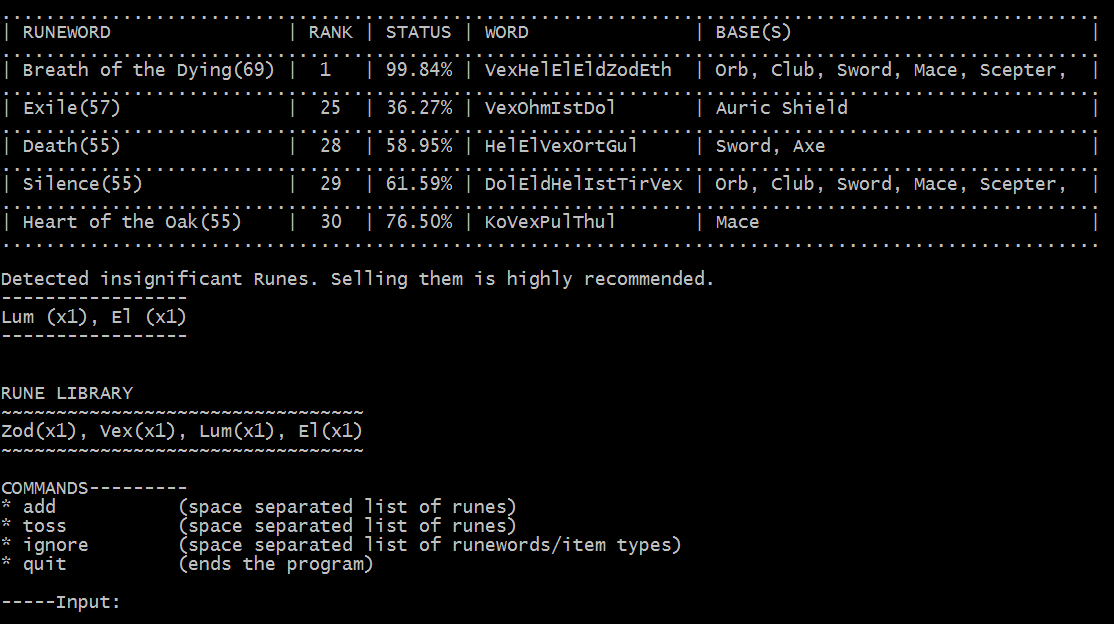 | RUNEWORD | RANK | STATUS | WORD | BASE(S) |
| Breath of the Dying(69) | 1 | 99.84% | VexHelElEldZodEth | Orb, Club, Sword, Mace, Scepter, |
| Exile(57) | 25 | 36.27% | VexOhmIstDol | Auric Shield |
| Death(55) | 28 | 58.95% | HelElVexOrtGul | Sword, Axe |
| Silence(55) | 29 | 61.59% | DolEldHelIstTirVex | Orb, Club, Sword, Mace, Scepter, |
| Heart of the Oak(55) | 30 | 76.50% | KoVexPulThul | Mace |
Detected insignificant Runes. Selling them is highly recommended.
-----------------
Lum (x1), El (x1)
-----------------
RUNE LIBRARY
~~~~~~~~~~~~~~~~~~~~~~~~~~~~~~~~~
Zod(x1), Vex(x1), Lum(x1), El(x1)
~~~~~~~~~~~~~~~~~~~~~~~~~~~~~~~~~
COMMANDS---------
* add (space separated list of runes)
* toss (space separated list of runes)
* ignore (space separated list of runewords/item types)
* quit (ends the program)
-----Input: